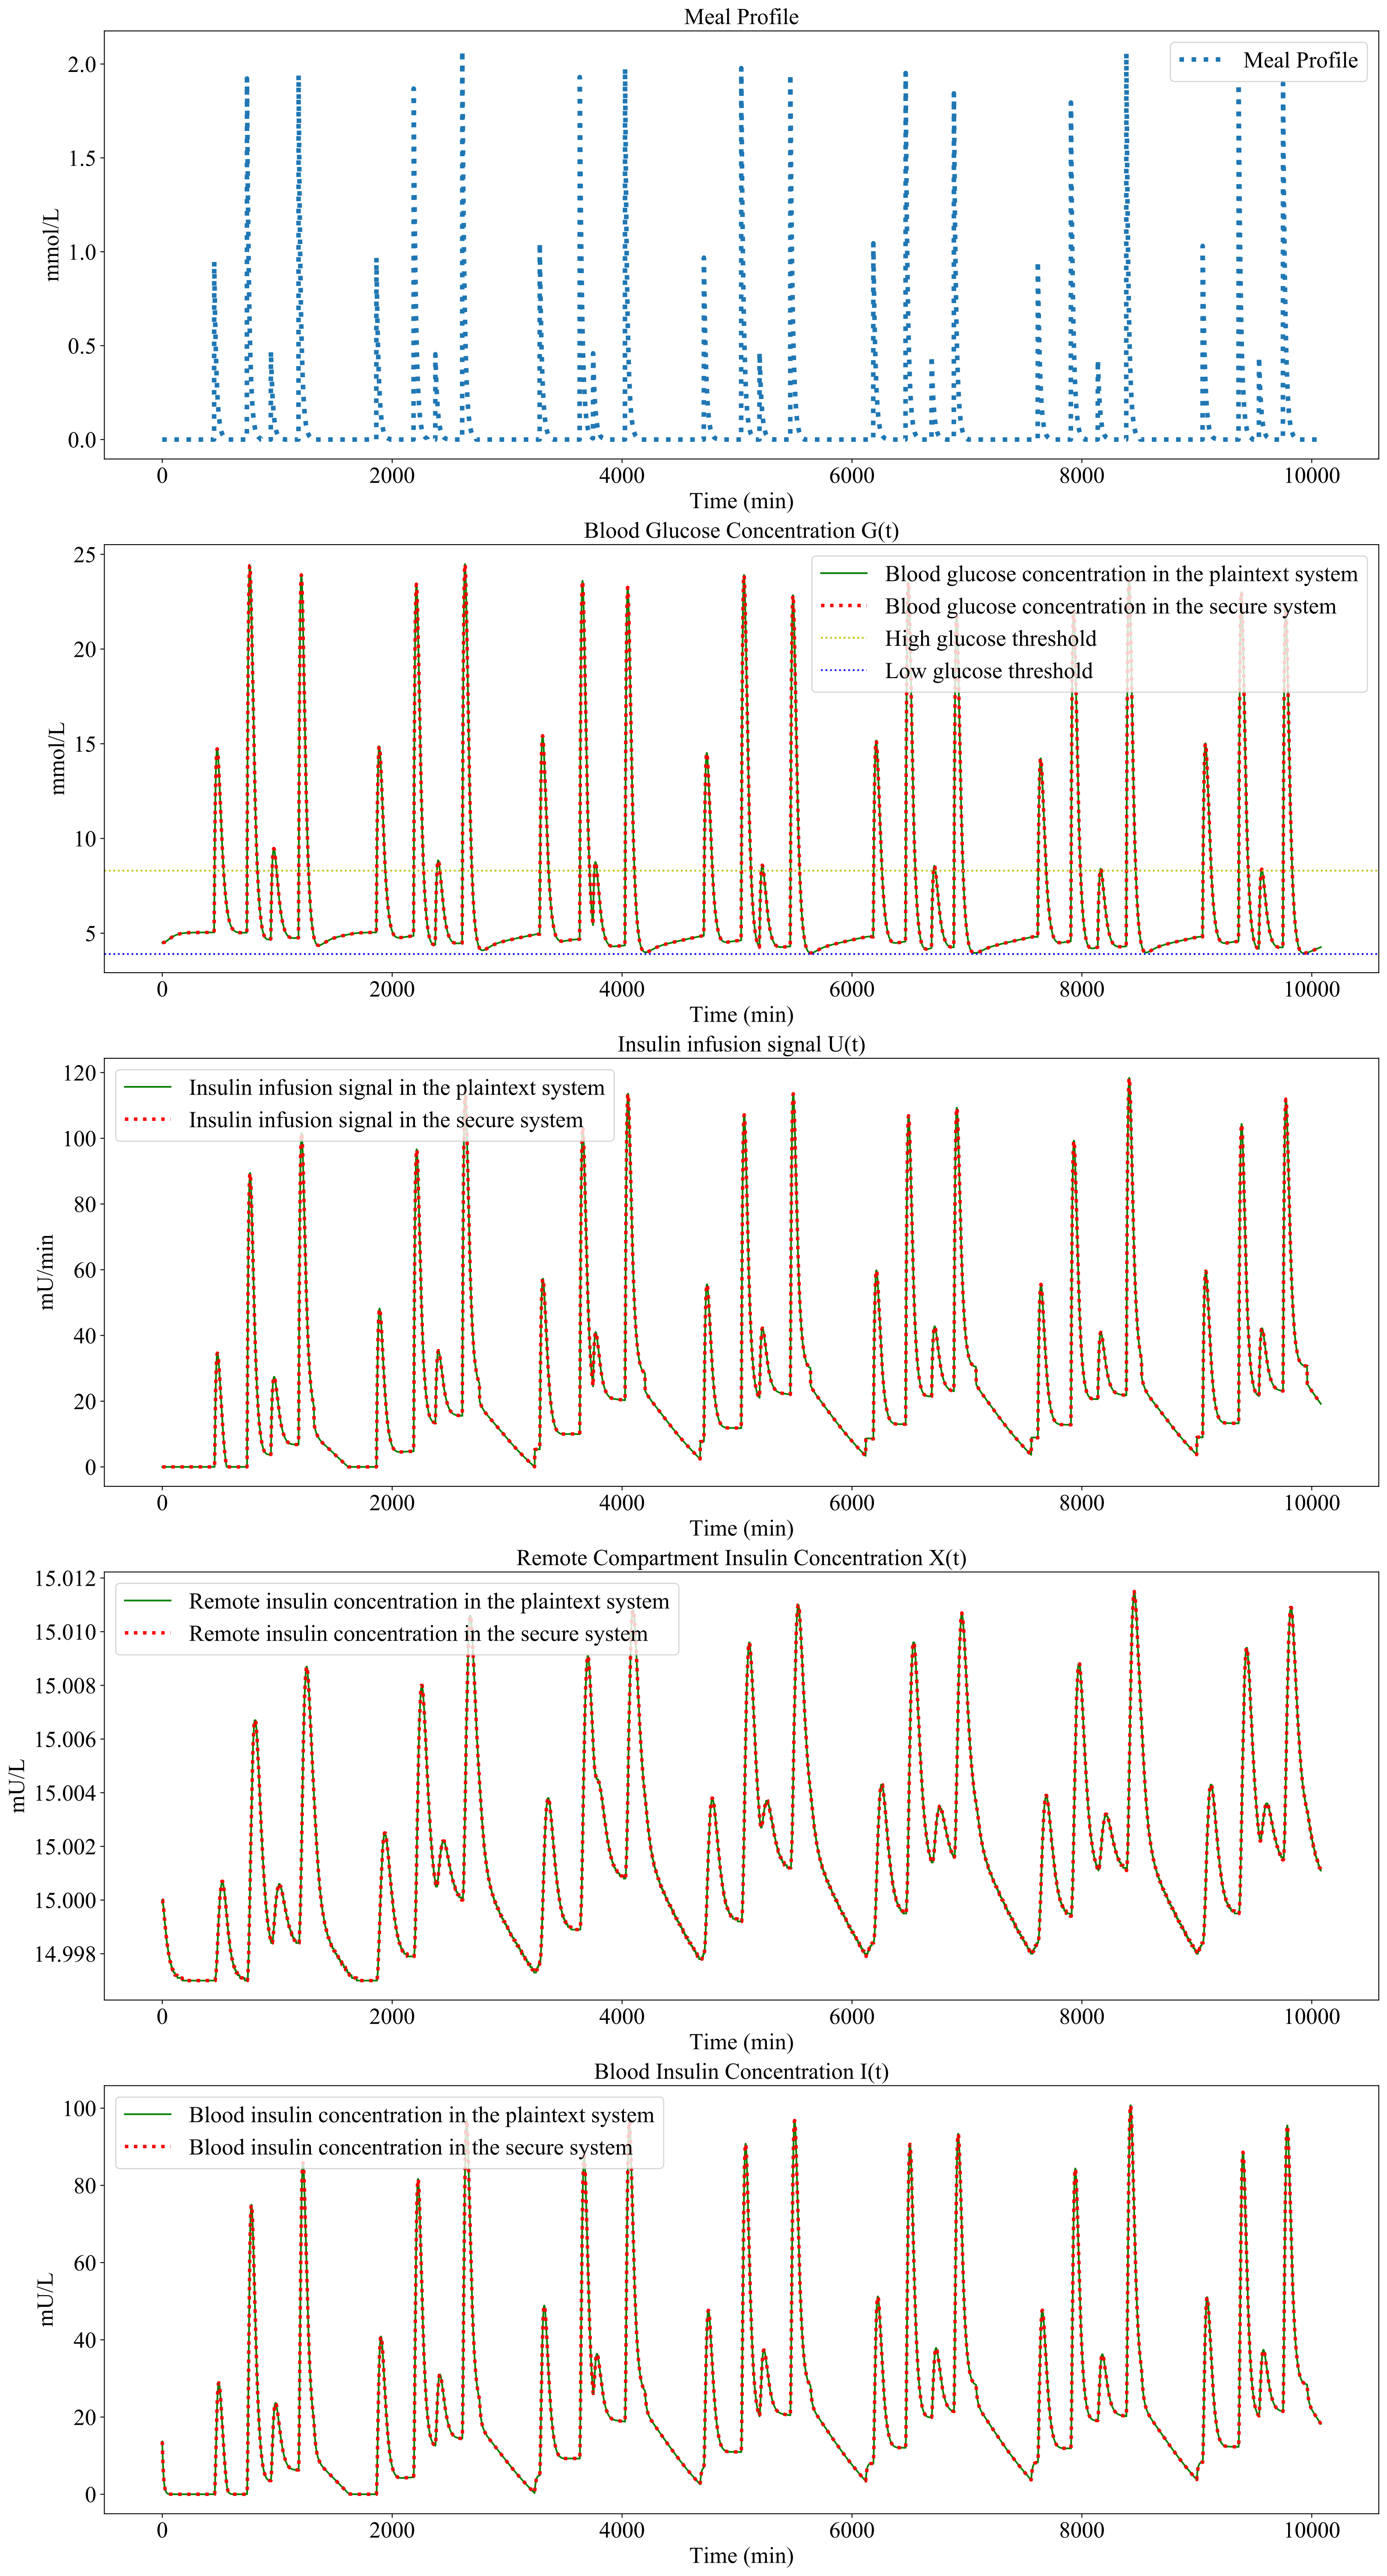 Meal Profile
Meal Profile
2.0
1.5
1.0
0.5
0.0
mmol/L
0 2000 4000 6000 8000 10000
Time (min)
Blood Glucose Concentration G(t)
Blood glucose concentration in the plaintext system
Blood glucose concentration in the secure system
High glucose threshold
Low glucose threshold
25
20
15
10
5
mmol/L
0 2000 4000 6000 8000 10000
Time (min)
Insulin infusion signal U(t)
Insulin infusion signal in the plaintext system
Insulin infusion signal in the secure system
120
100
80
60
40
20
0
mU/min
0 2000 4000 6000 8000 10000
Time (min)
Remote Compartment Insulin Concentration X(t)
Remote insulin concentration in the plaintext system
Remote insulin concentration in the secure system
15.012
15.010
15.008
15.006
15.004
15.002
15.000
14.998
mU/L
0 2000 4000 6000 8000 10000
Time (min)
Blood Insulin Concentration I(t)
Blood insulin concentration in the plaintext system
Blood insulin concentration in the secure system
100
80
60
40
20
0
mU/L
0 2000 4000 6000 8000 10000
Time (min)